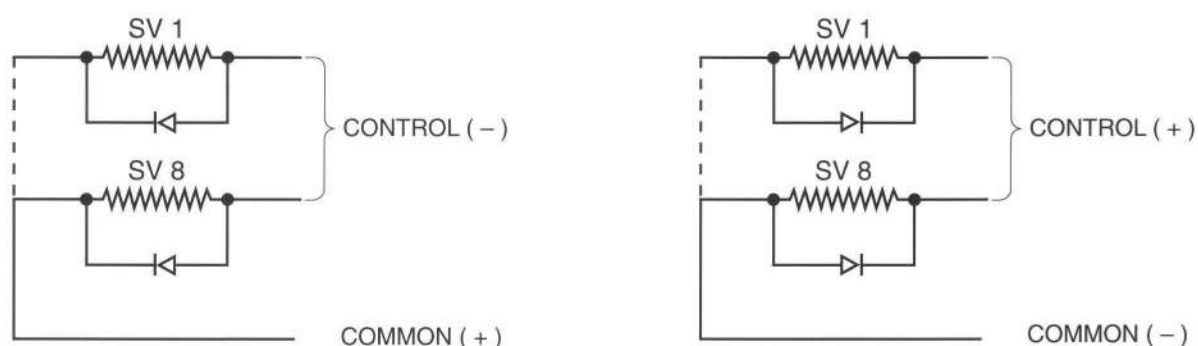 SV 1
CONTROL ( – )
SV 8
COMMON ( + )
SV 1
CONTROL ( + )
SV 8
COMMON ( – )